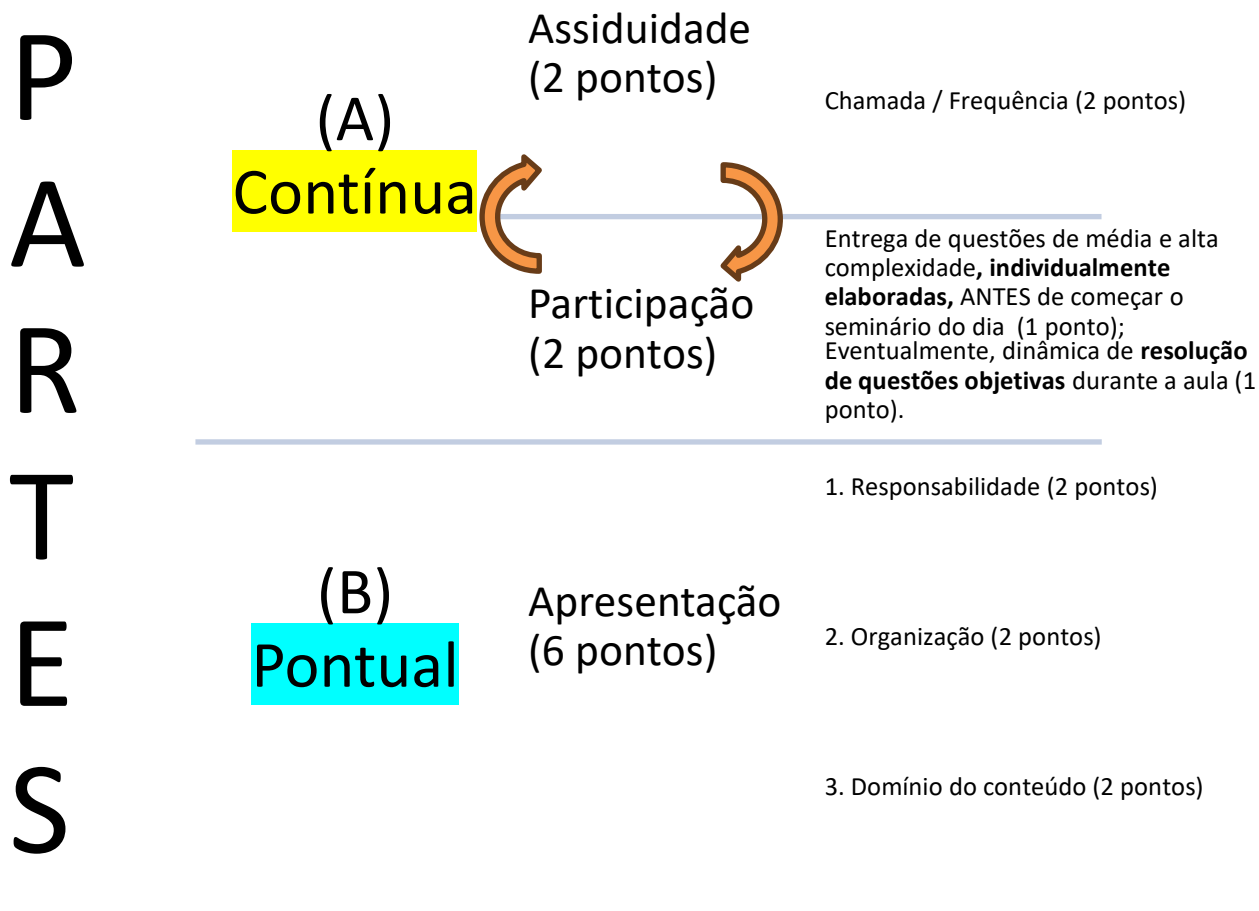 PARTES
(A)
Contínua
Assiduidade
(2 pontos)
Chamada / Frequência (2 pontos)
Participação
(2 pontos)
Entrega de questões de média e alta
complexidade, individualmente
elaboradas, ANTES de começar o
seminário do dia (1 ponto);
Eventualmente, dinâmica de resolução
de questões objetivas durante a aula (1
ponto).
(B)
Pontual
Apresentação
(6 pontos)
1. Responsabilidade (2 pontos)
2. Organização (2 pontos)
3. Domínio do conteúdo (2 pontos)